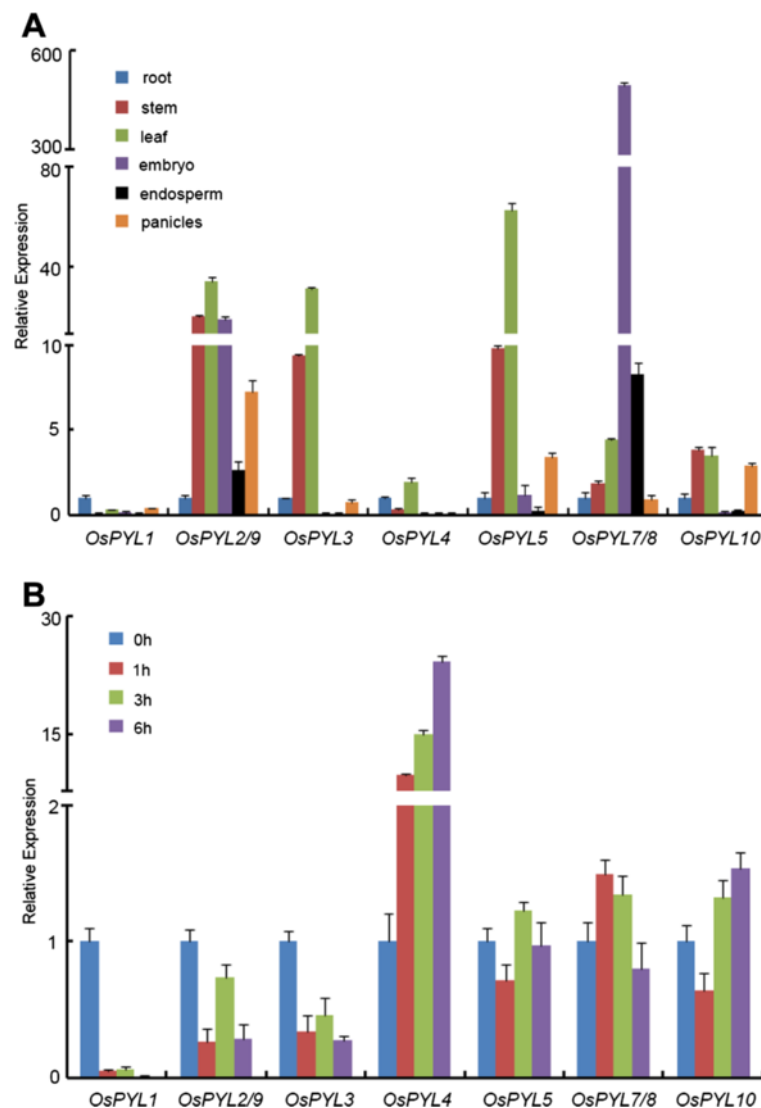 A
600
300
80
40
10
5
0
Relative Expression
root
stem
leaf
embryo
endosperm
panicles
OsPYL1 OsPYL2/9 OsPYL3 OsPYL4 OsPYL5 OsPYL7/8 OsPYL10
B
30
15
2
1
0
Relative Expression
0h
1h
3h
6h
OsPYL1 OsPYL2/9 OsPYL3 OsPYL4 OsPYL5 OsPYL7/8 OsPYL10